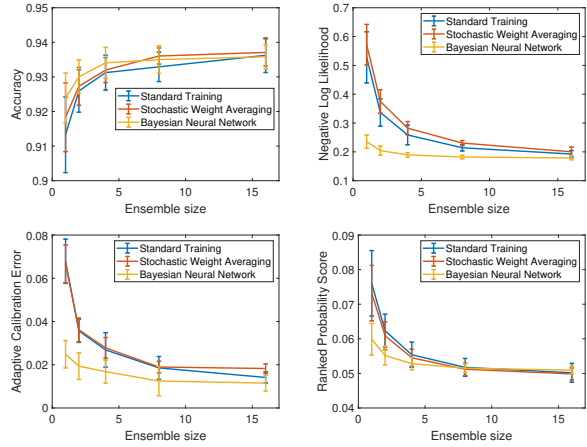 0.95
0.94
0.93
0.92
0.91
0.9
Accuracy
0
5
10
15
Ensemble size
Standard Training
Stochastic Weight Averaging
Bayesian Neural Network
0.7
0.6
0.5
0.4
0.3
0.2
0.1
Negative Log Likelihood
0
5
10
15
Ensemble size
Standard Training
Stochastic Weight Averaging
Bayesian Neural Network
0.08
0.06
0.04
0.02
0
Adaptive Calibration Error
0
5
10
15
Ensemble size
Standard Training
Stochastic Weight Averaging
Bayesian Neural Network
0.09
0.08
0.07
0.06
0.05
0.04
Ranked Probability Score
0
5
10
15
Ensemble size
Standard Training
Stochastic Weight Averaging
Bayesian Neural Network